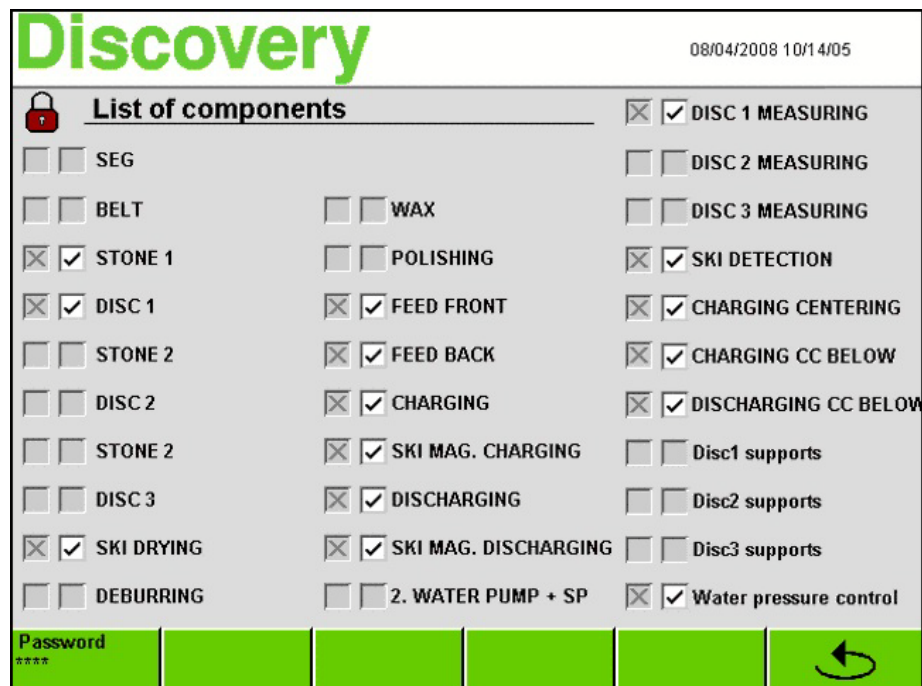 Discovery
08/04/2008 10/14/05
List of components
SEG
BELT
STONE 1
DISC 1
STONE 2
DISC 2
STONE 2
DISC 3
SKI DRYING
DEBURRING
WAX
POLISHING
FEED FRONT
FEED BACK
CHARGING
SKI MAG. CHARGING
DISCHARGING
SKI MAG. DISCHARGING
2. WATER PUMP + SP
DISC 1 MEASURING
DISC 2 MEASURING
DISC 3 MEASURING
SKI DETECTION
CHARGING CENTERING
CHARGING CC BELOW
DISCHARGING CC BELOW
Disc1 supports
Disc2 supports
Disc3 supports
Water pressure control
Password
****